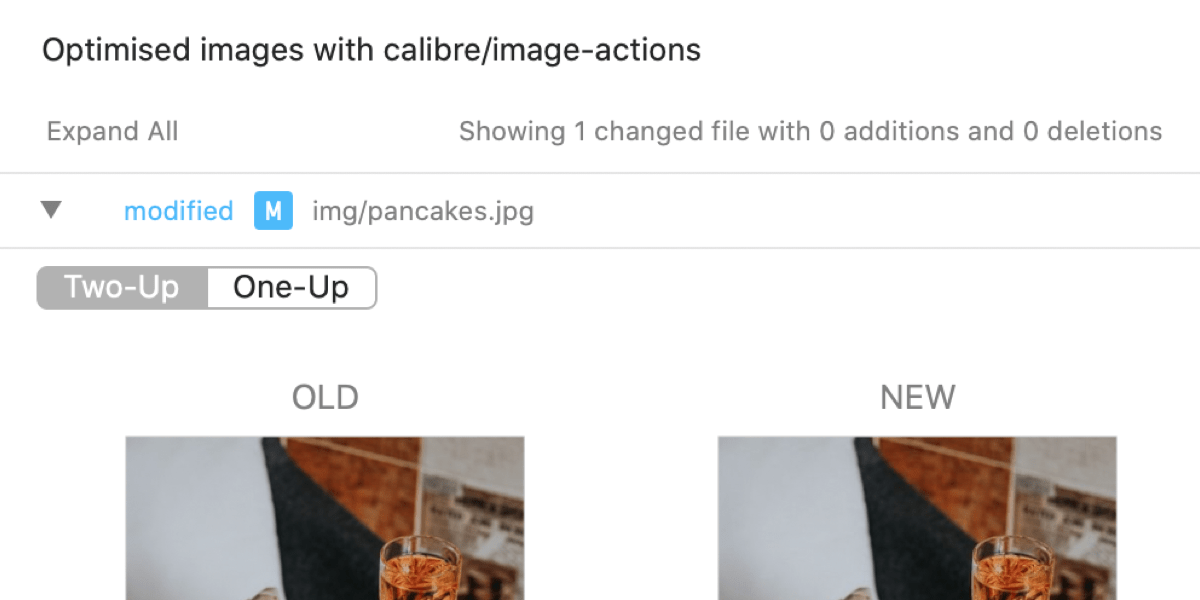 Optimised images with calibre/image-actions
Expand All Showing 1 changed file with 0 additions and 0 deletions
▼ modified M img/pancakes.jpg
Two-Up One-Up
OLD NEW